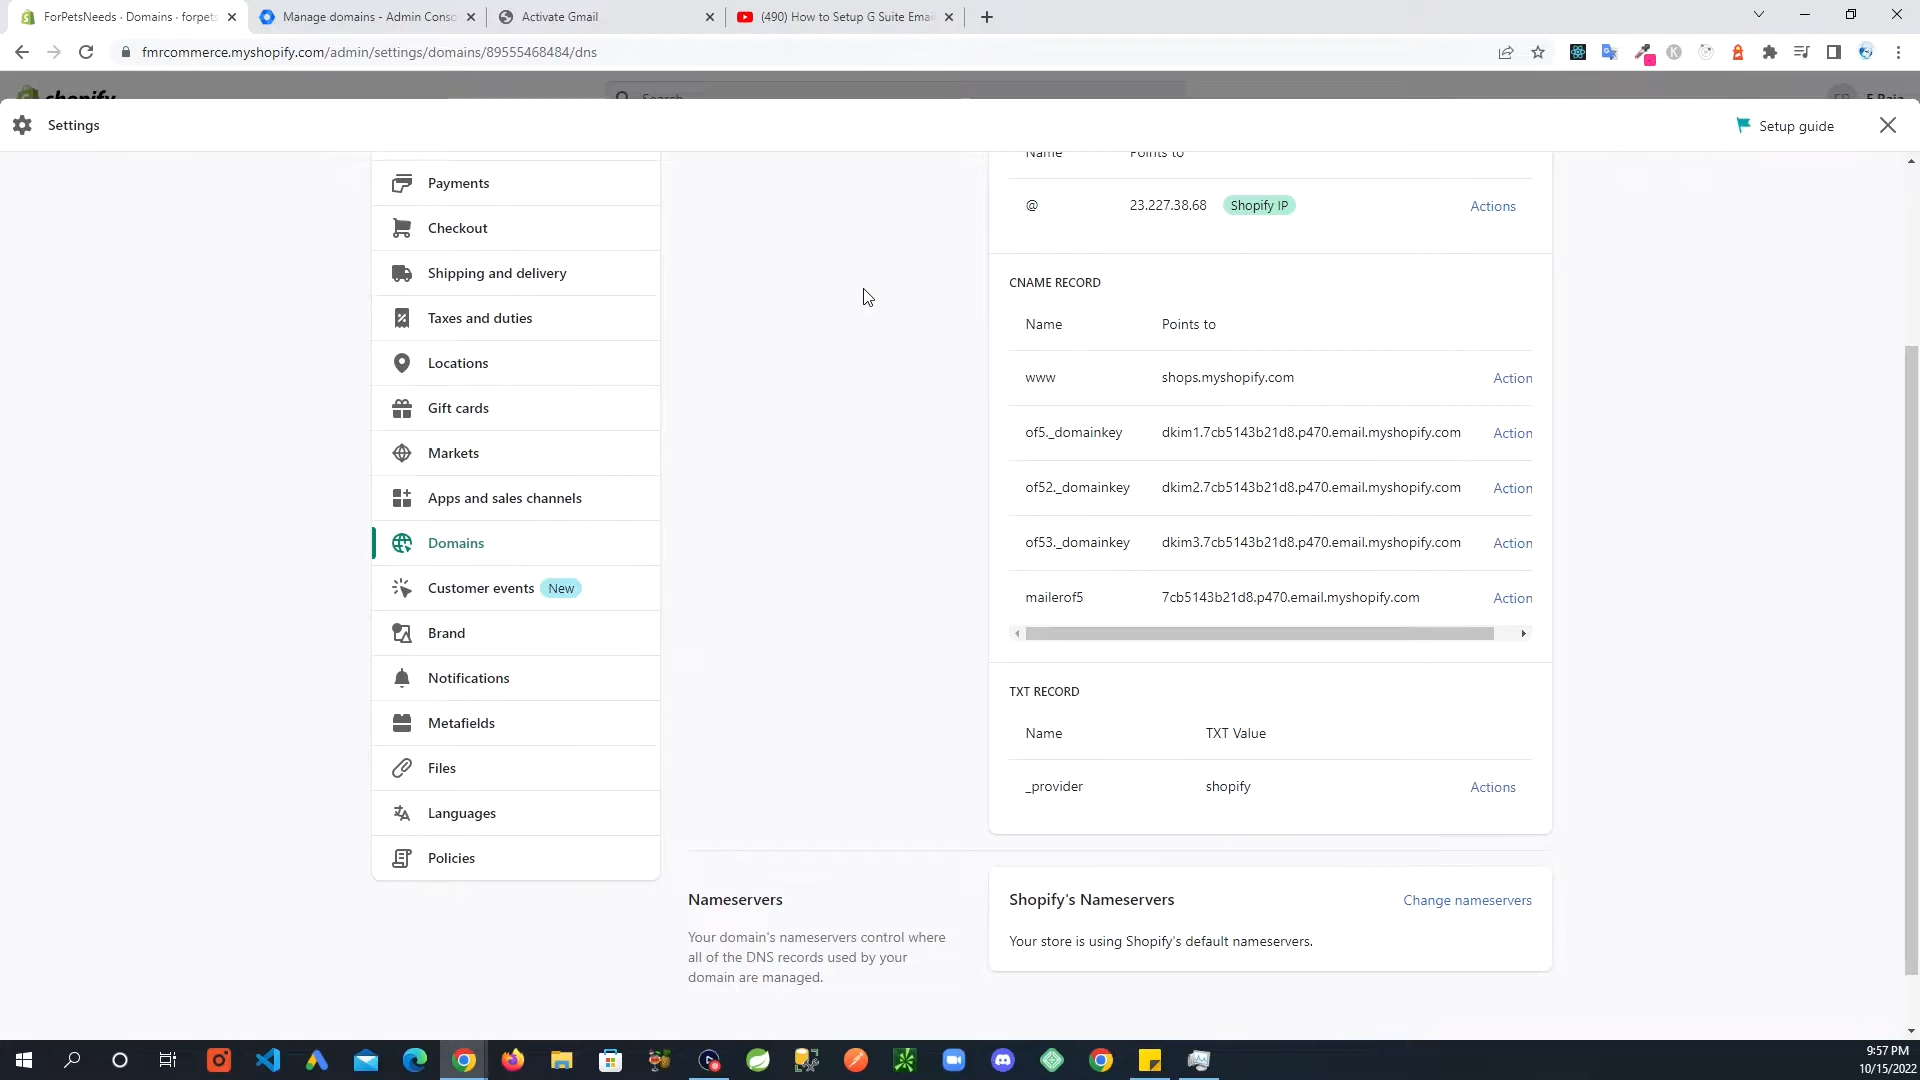 ForPetsNeeds · Domains · forpets
Manage domains - Admin Conso
Activate Gmail
(490) How to Setup G Suite Emai
fmrcommerce.myshopify.com/admin/settings/domains/89555468484/dns
shopify
Search
Settings
Setup guide
Payments
Checkout
Shipping and delivery
Taxes and duties
Locations
Gift cards
Markets
Apps and sales channels
Domains
Customer events New
Brand
Notifications
Metafields
Files
Languages
Policies
Name Points to
@ 23.227.38.68 Shopify IP Actions
CNAME RECORD
Name Points to
www shops.myshopify.com Action
of5._domainkey dkim1.7cb5143b21d8.p470.email.myshopify.com Action
of52._domainkey dkim2.7cb5143b21d8.p470.email.myshopify.com Action
of53._domainkey dkim3.7cb5143b21d8.p470.email.myshopify.com Action
mailerof5 7cb5143b21d8.p470.email.myshopify.com Action
TXT RECORD
Name TXT Value
_provider shopify Actions
Nameservers
Your domain's nameservers control where
all of the DNS records used by your
domain are managed.
Shopify's Nameservers Change nameservers
Your store is using Shopify's default nameservers.
9:57 PM
10/15/2022